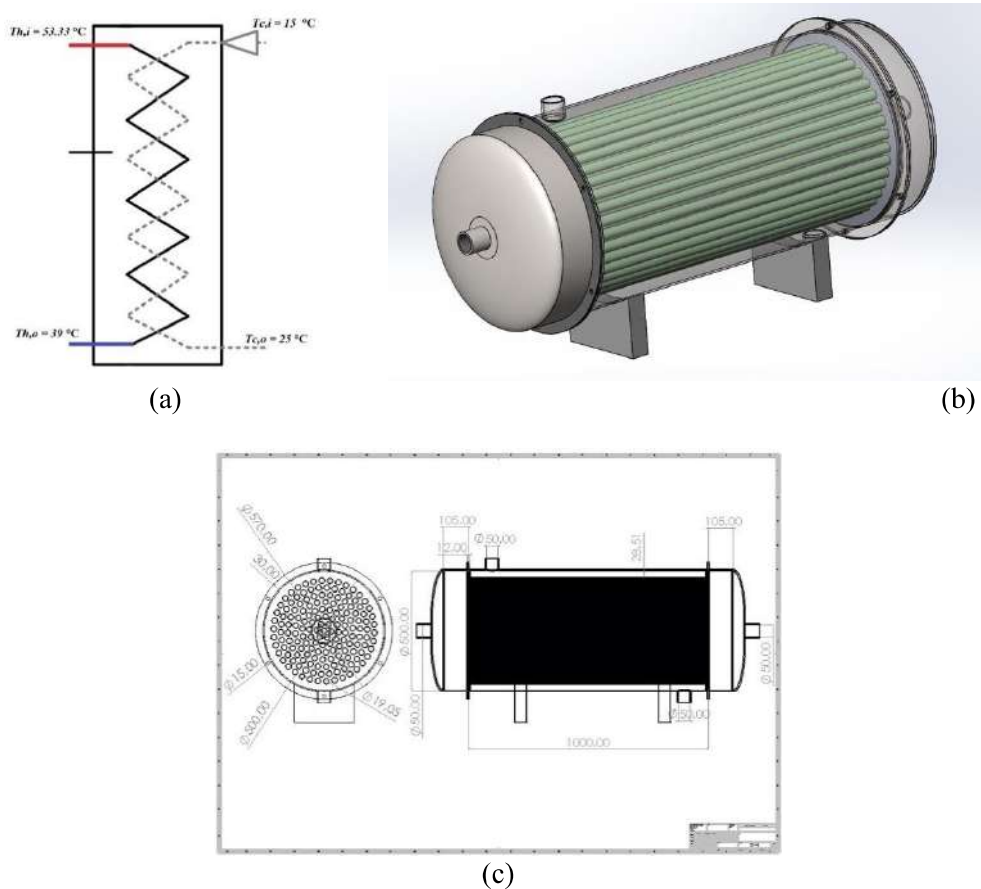 Th,i = 53.33 °C
Tc,i = 15 °C
Th,o = 39 °C
Tc,o = 25 °C
(a)
(b)
105.00
Ø50.00
105.00
12.00
28.51
Ø570.00
30.00
Ø500.00
Ø50.00
Ø15.00
Ø500.00
Ø19.05
Ø50.00
Ø50.00
1000.00
(c)